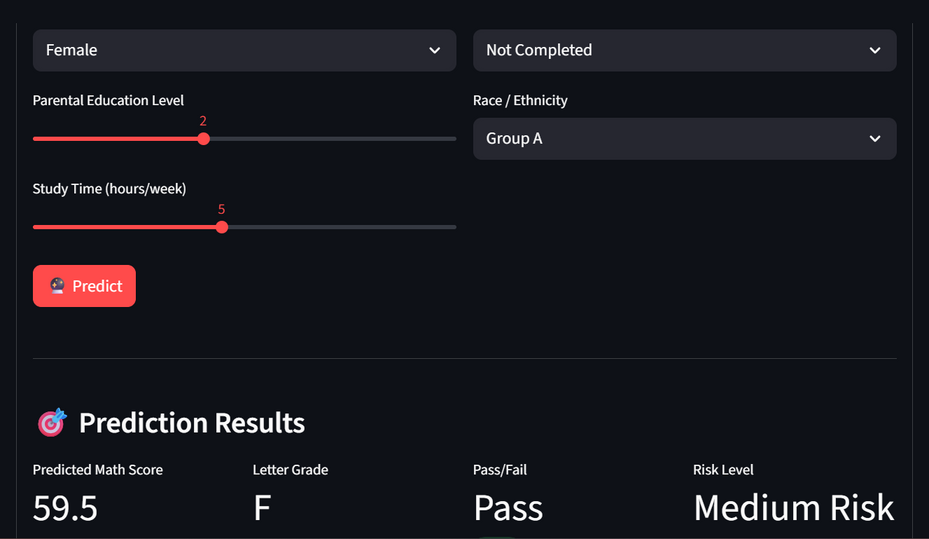 Female
Not Completed
Parental Education Level
Race / Ethnicity
2
Group A
Study Time (hours/week)
5
Predict
Prediction Results
Predicted Math Score
Letter Grade
Pass/Fail
Risk Level
59.5
F
Pass
Medium Risk